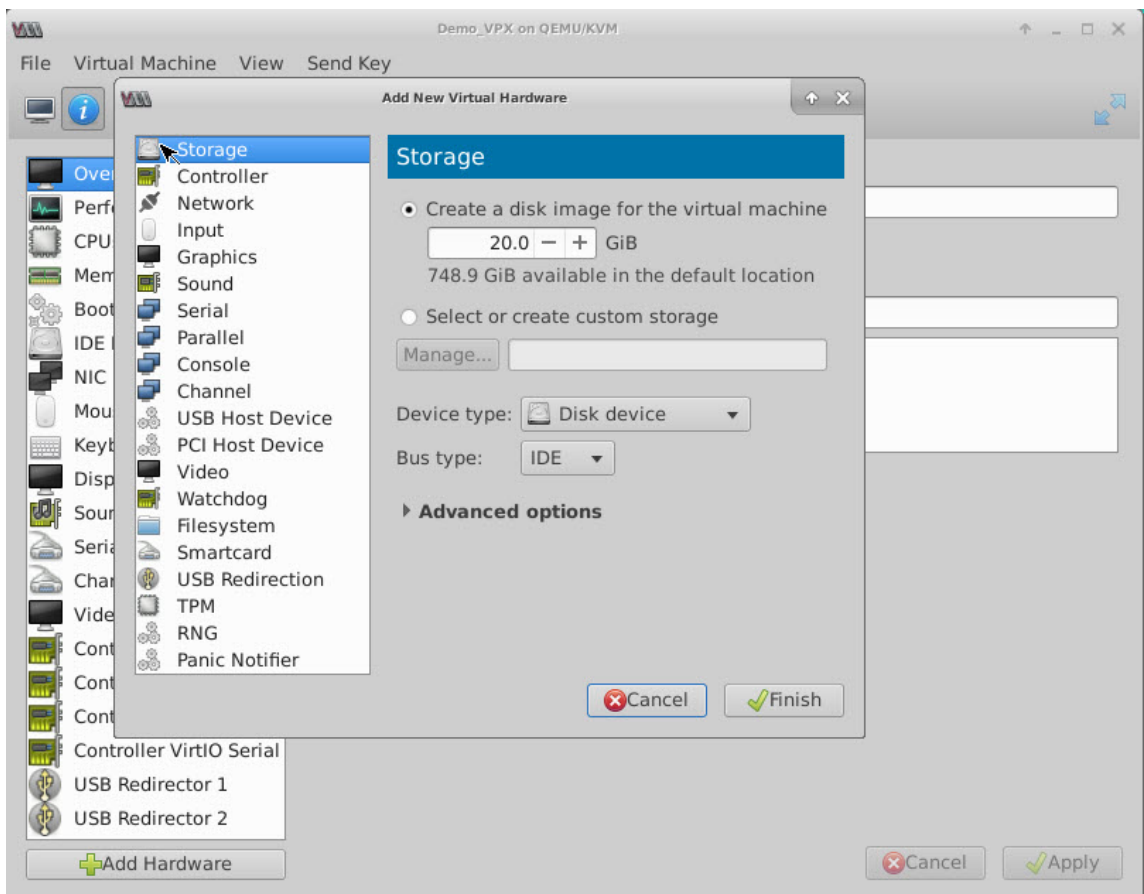 Demo_VPX on QEMU/KVM
File Virtual Machine View Send Key
Add New Virtual Hardware
Storage
Controller
Network
Input
Graphics
Sound
Serial
Parallel
Console
Channel
USB Host Device
PCI Host Device
Video
Watchdog
Filesystem
Smartcard
USB Redirection
TPM
RNG
Panic Notifier
Storage
Create a disk image for the virtual machine
20.0 − + GiB
748.9 GiB available in the default location
Select or create custom storage
Manage...
Device type: Disk device
Bus type: IDE
Advanced options
Cancel Finish
Over
Perf
CPU
Mem
Boot
IDE
NIC
Mou
Keyb
Disp
Sour
Seria
Char
Vide
Cont
Cont
Cont
Controller VirtIO Serial
USB Redirector 1
USB Redirector 2
Add Hardware
Cancel Apply